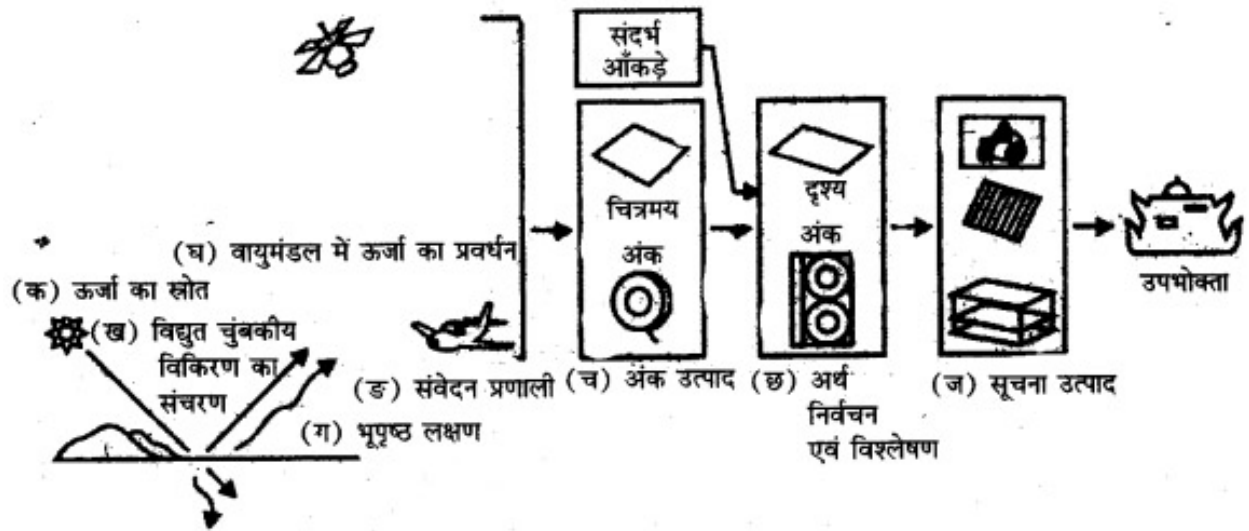 संदर्भ
आँकड़े
चित्रमय
अंक
दृश्य
अंक
उपभोक्ता
(घ) वायुमंडल में ऊर्जा का प्रवर्धन
(क) ऊर्जा का स्रोत
(ख) विद्युत चुंबकीय
विकिरण का
संचरण
(ग) भूपृष्ठ लक्षण
(ङ) संवेदन प्रणाली
(च) अंक उत्पाद
(छ) अर्थ
निर्वचन
एवं विश्लेषण
(ज) सूचना उत्पाद